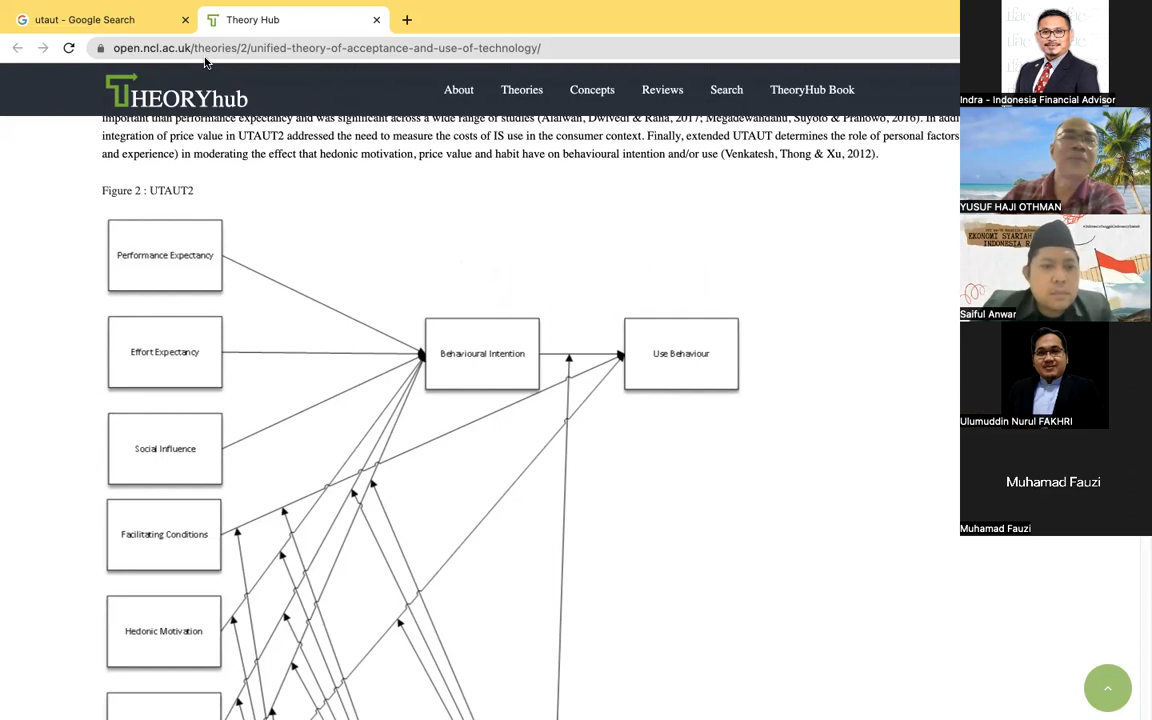 utaut - Google Search
Theory Hub
open.ncl.ac.uk/theories/2/unified-theory-of-acceptance-and-use-of-technology/
THEORYhub
About
Theories
Concepts
Reviews
Search
TheoryHub Book
important than performance expectancy and was significant across a wide range of studies (Alalwan, Dwivedi & Rana, 2017; Megadewandanu, Suyoto & Pranowo, 2016). In addi
integration of price value in UTAUT2 addressed the need to measure the costs of IS use in the consumer context. Finally, extended UTAUT determines the role of personal factors
and experience) in moderating the effect that hedonic motivation, price value and habit have on behavioural intention and/or use (Venkatesh, Thong & Xu, 2012).
Figure 2 : UTAUT2
Performance Expectancy
Effort Expectancy
Behavioural Intention
Use Behaviour
Social Influence
Facilitating Conditions
Hedonic Motivation
Indra - Indonesia Financial Advisor
YUSUF HAJI OTHMAN
EKONOMI SYARIAH
INDONESIA
Saiful Anwar
Ulumuddin Nurul FAKHRI
Muhamad Fauzi
Muhamad Fauzi